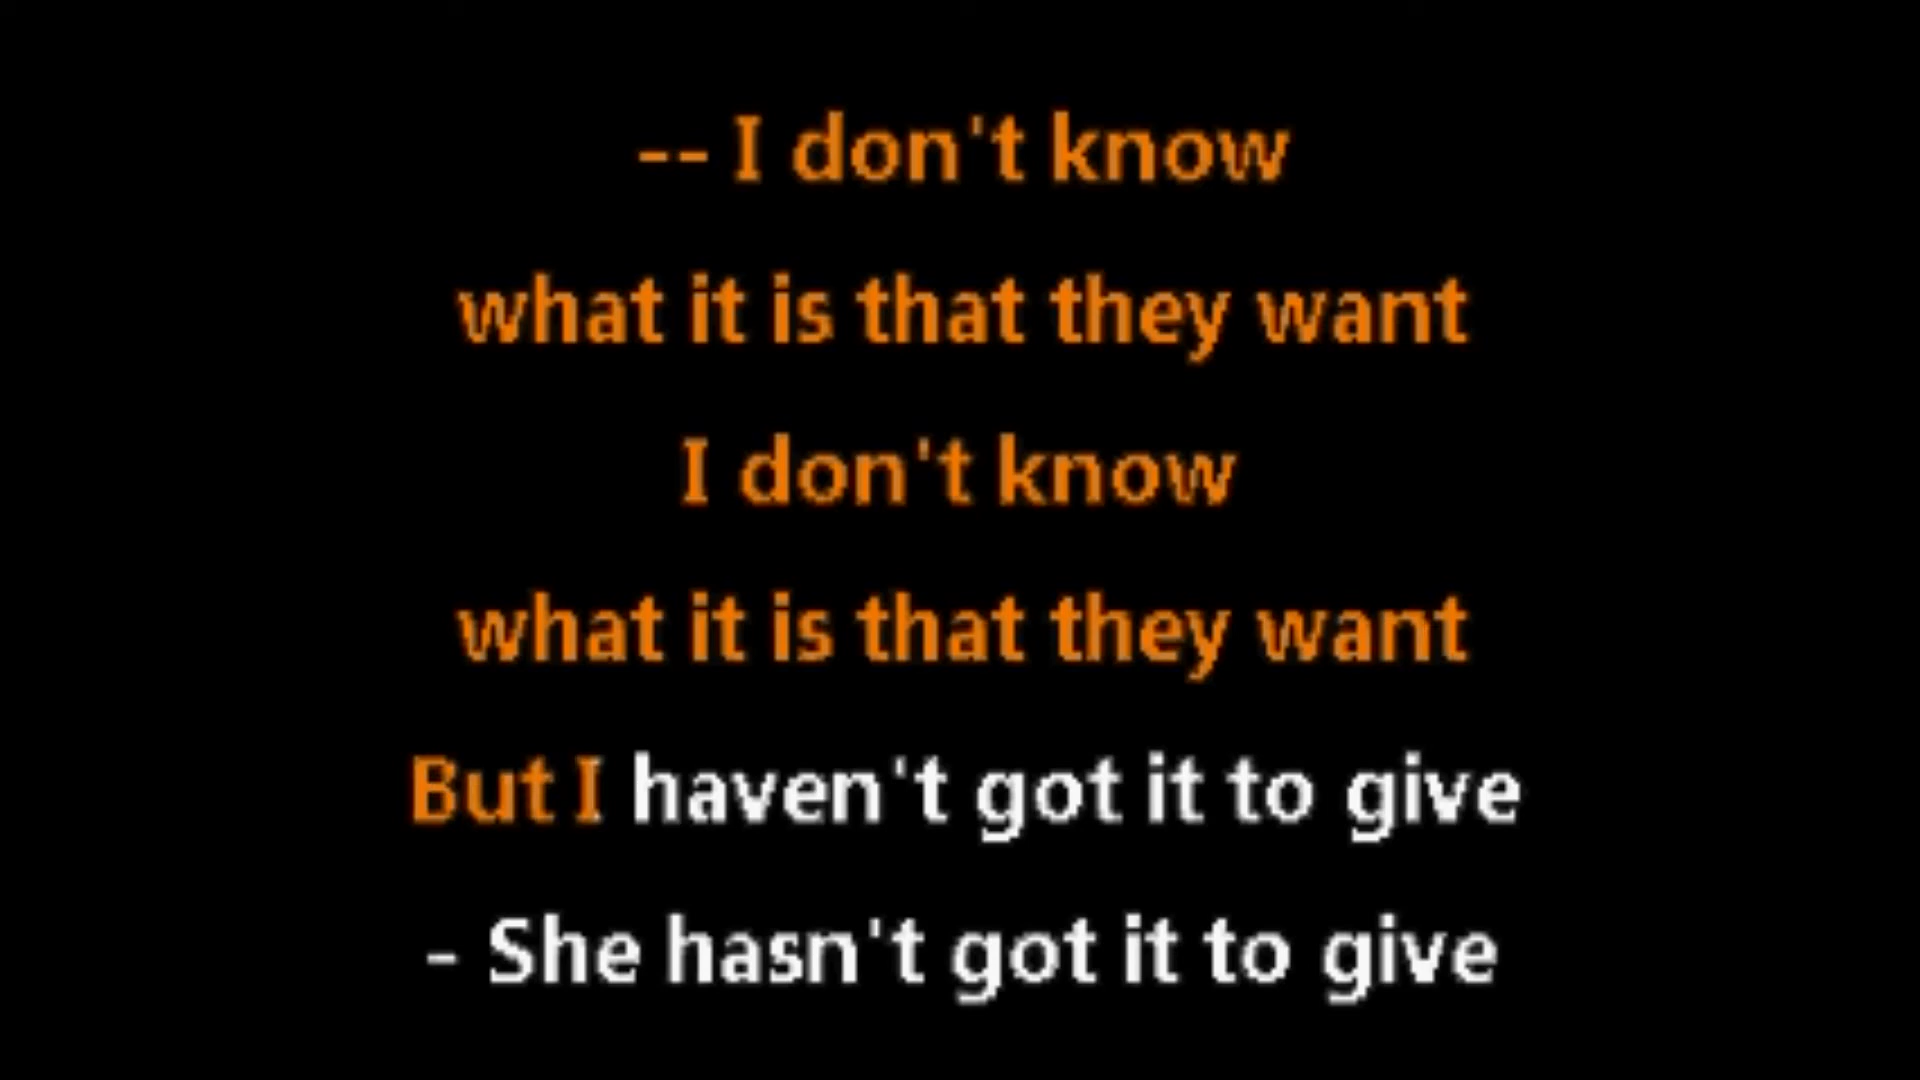 -- I don't know
what it is that they want
I don't know
what it is that they want
But I haven't got it to give
- She hasn't got it to give